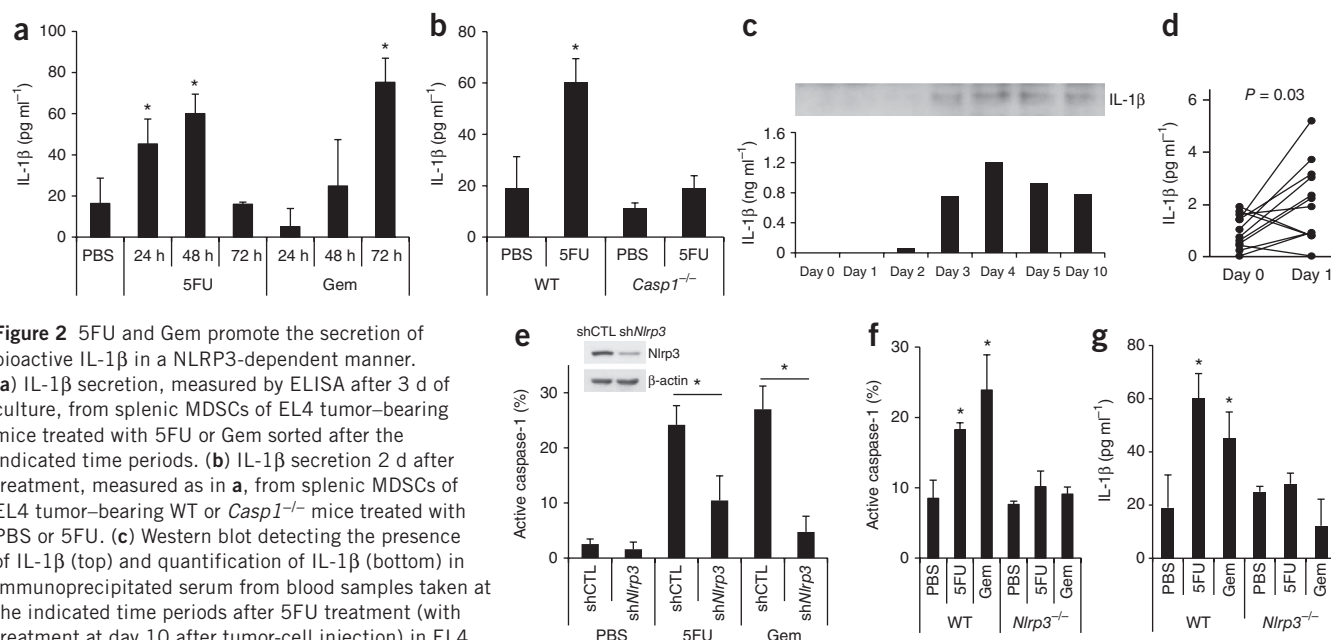 a
100
80
60
40
20
0
IL-1β (pg ml⁻¹)
*
*
*
PBS
24 h
48 h
72 h
24 h
48 h
72 h
5FU
Gem
b
80
60
40
20
0
IL-1β (pg ml⁻¹)
*
PBS
5FU
PBS
5FU
WT
Casp1⁻/⁻
c
IL-1β
1.6
1.2
0.8
0.4
0
IL-1β (ng ml⁻¹)
Day 0
Day 1
Day 2
Day 3
Day 4
Day 5
Day 10
d
P = 0.03
6
4
2
0
IL-1β (pg ml⁻¹)
Day 0
Day 1
Figure 2 5FU and Gem promote the secretion of
bioactive IL-1β in a NLRP3-dependent manner.
(a) IL-1β secretion, measured by ELISA after 3 d of
culture, from splenic MDSCs of EL4 tumor–bearing
mice treated with 5FU or Gem sorted after the
indicated time periods. (b) IL-1β secretion 2 d after
treatment, measured as in a, from splenic MDSCs of
EL4 tumor–bearing WT or Casp1⁻/⁻ mice treated with
PBS or 5FU. (c) Western blot detecting the presence
of IL-1β (top) and quantification of IL-1β (bottom) in
immunoprecipitated serum from blood samples taken at
the indicated time periods after 5FU treatment (with
treatment at day 10 after tumor-cell injection) in EL4
e
shCTL shNlrp3
Nlrp3
β-actin
30
20
10
0
Active caspase-1 (%)
*
*
shCTL
shNlrp3
shCTL
shNlrp3
shCTL
shNlrp3
PBS
5FU
Gem
f
30
20
10
0
Active caspase-1 (%)
*
*
PBS
5FU
Gem
PBS
5FU
Gem
WT
Nlrp3⁻/⁻
g
80
60
40
20
0
IL-1β (pg ml⁻¹)
*
*
PBS
5FU
Gem
PBS
5FU
Gem
WT
Nlrp3⁻/⁻